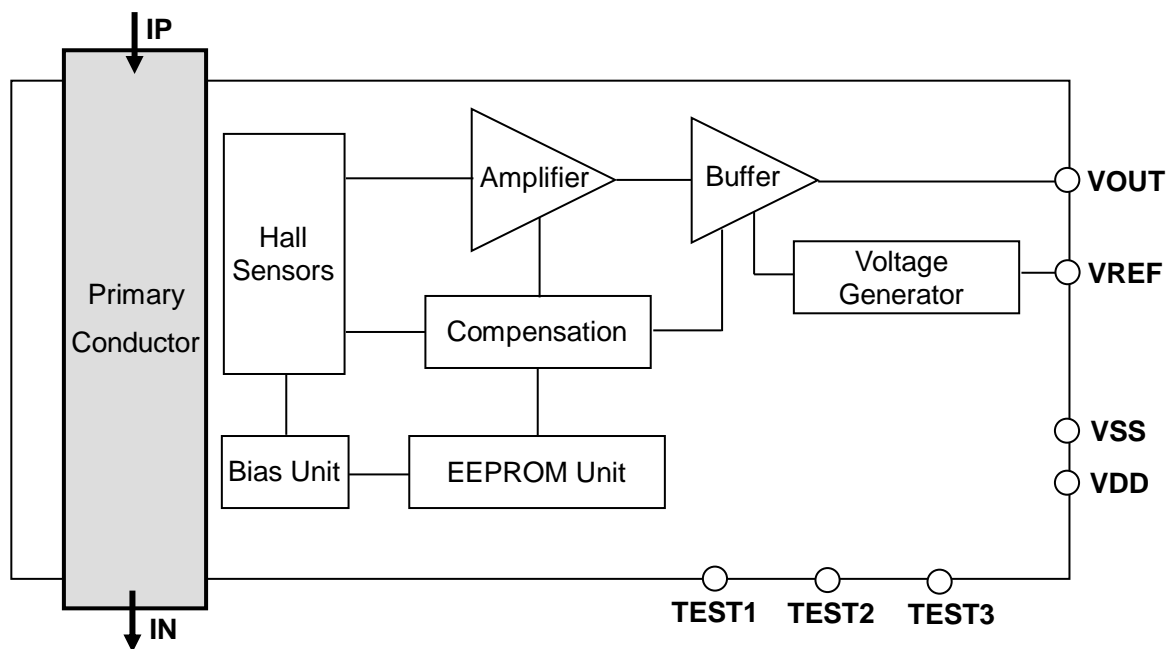 IP
Amplifier
Buffer
VOUT
Hall
Sensors
Voltage
Generator
VREF
Primary
Conductor
Compensation
VSS
Bias Unit
EEPROM Unit
VDD
TEST1
TEST2
TEST3
IN